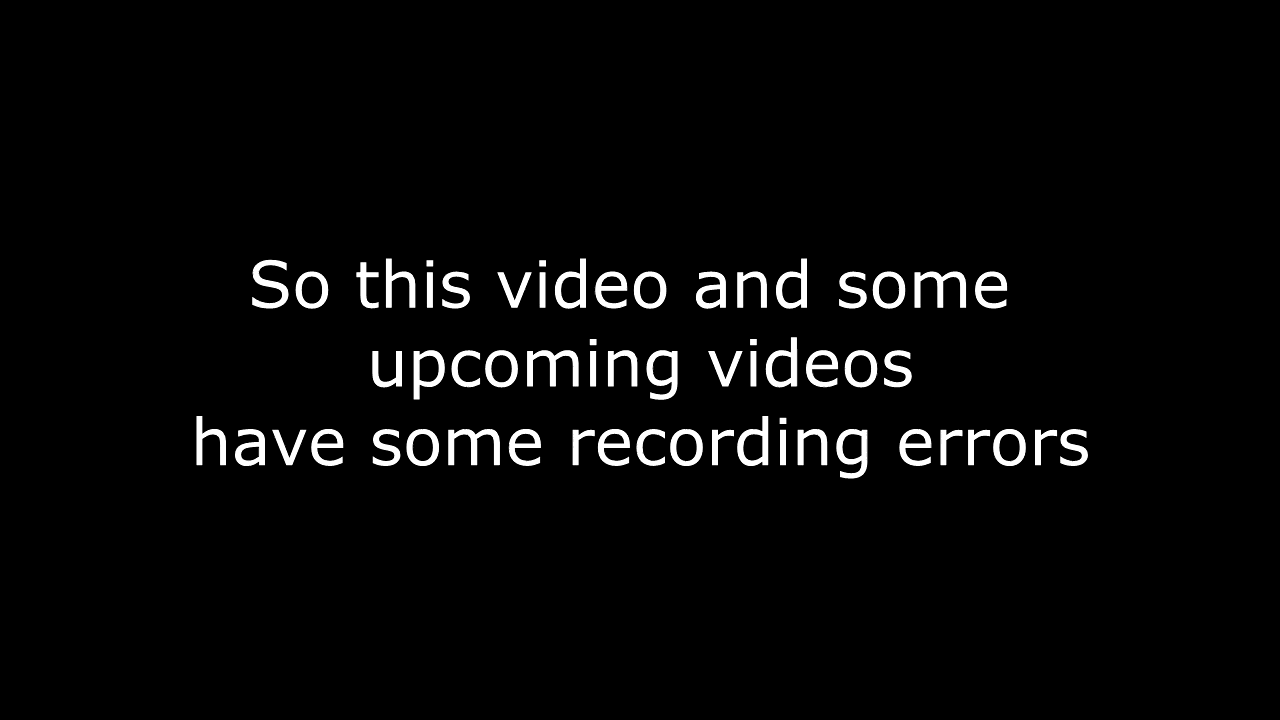 So this video and some
upcoming videos
have some recording errors